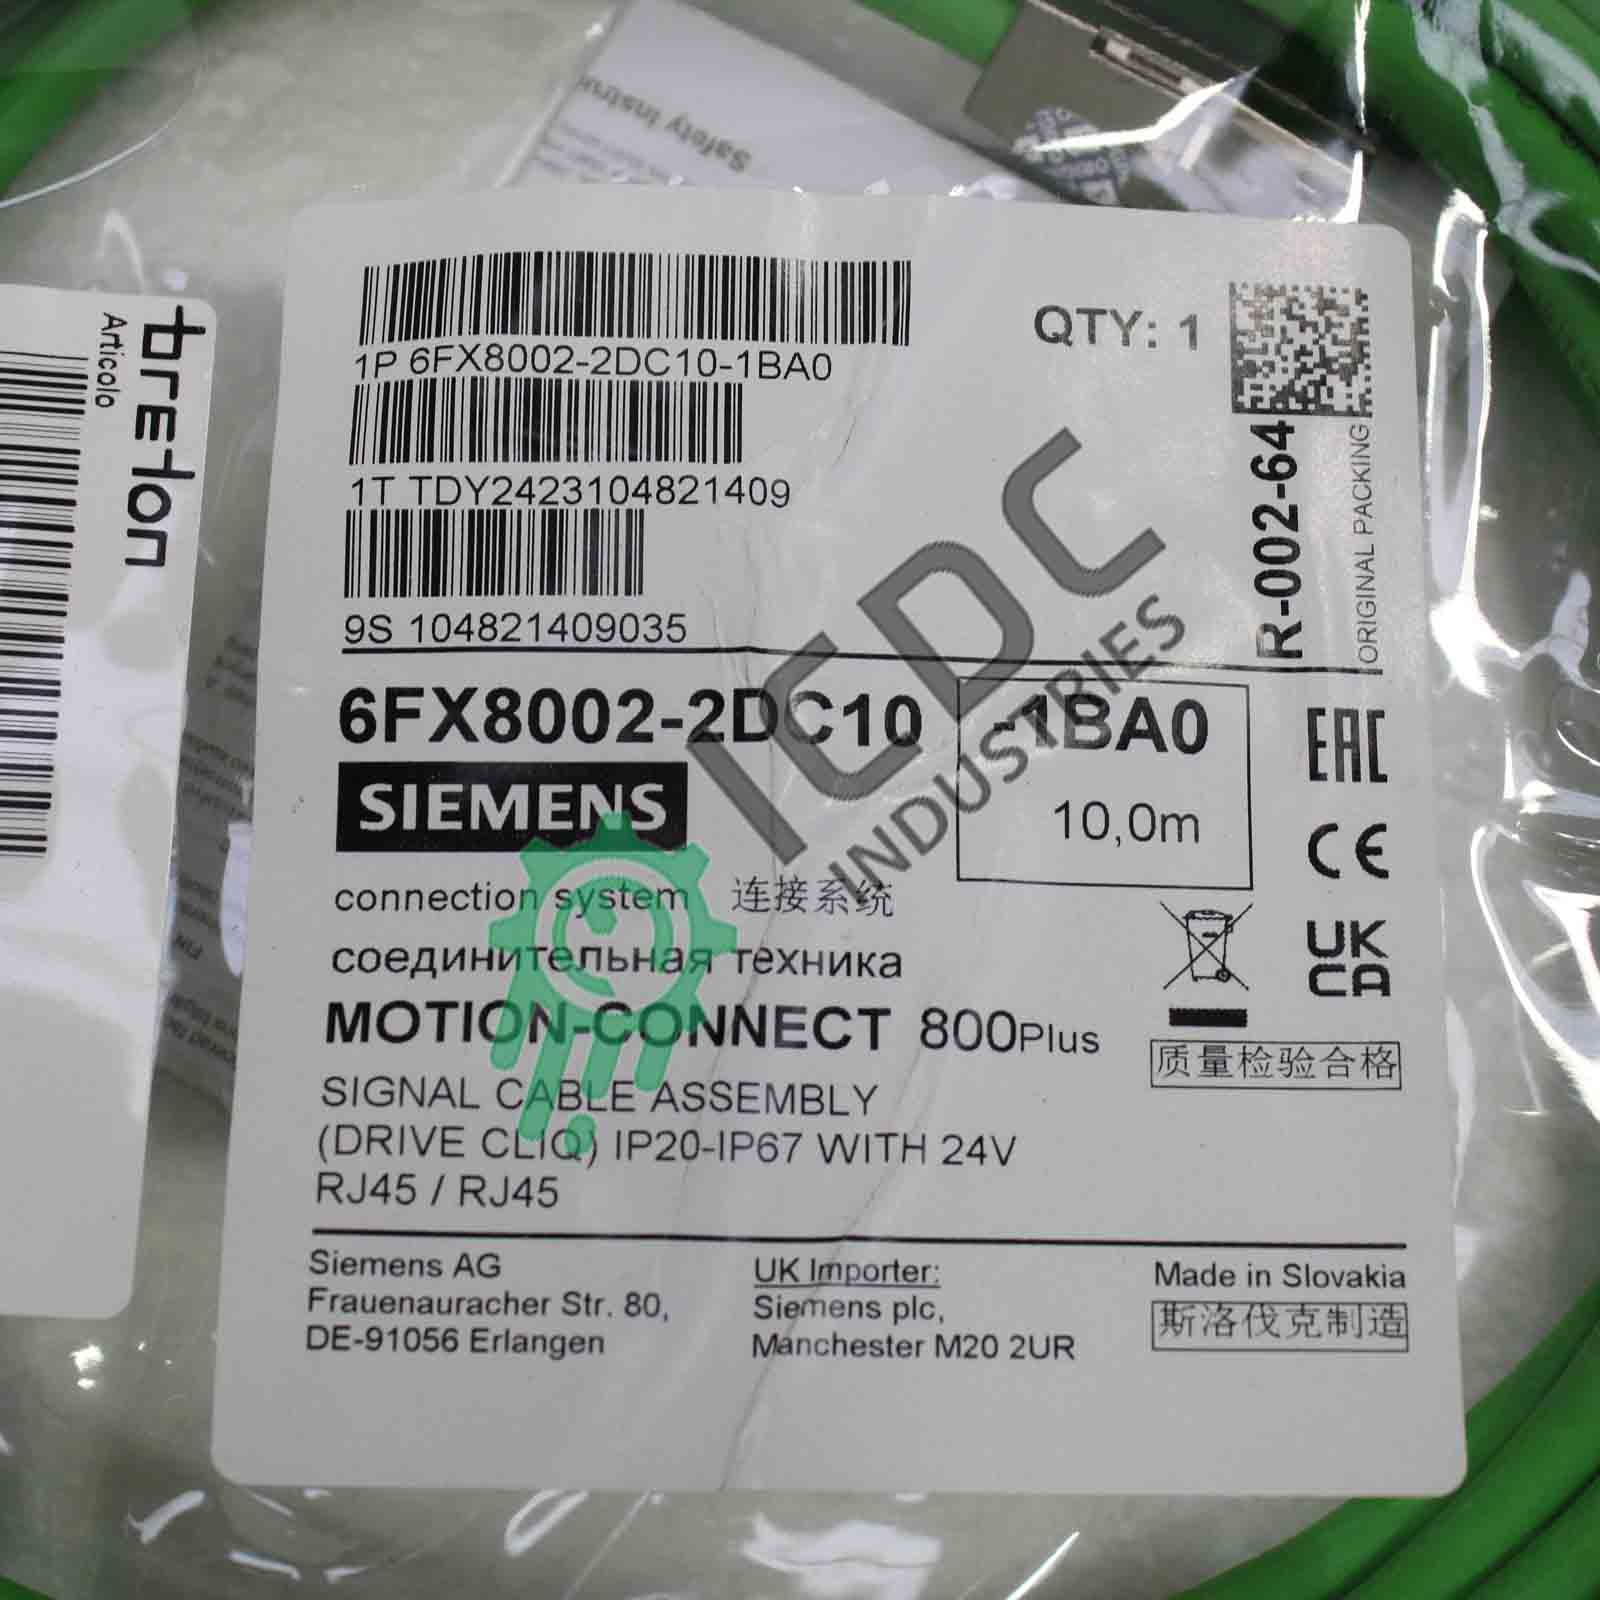 Safety instru
breton
Articolo
1P 6FX8002-2DC10-1BA0
QTY: 1
1T TDY2423104821409
9S 104821409035
R-002-64
ORIGINAL PACKING
6FX8002-2DC10 -1BA0
10,0m
SIEMENS
EAC
CE
UK
CA
connection system 连接系统
соединительная техника
MOTION-CONNECT 800Plus
质量检验合格
SIGNAL CABLE ASSEMBLY
(DRIVE CLIQ) IP20-IP67 WITH 24V
RJ45 / RJ45
Siemens AG
Frauenauracher Str. 80,
DE-91056 Erlangen
UK Importer:
Siemens plc,
Manchester M20 2UR
Made in Slovakia
斯洛伐克制造
ICDC
INDUSTRIES